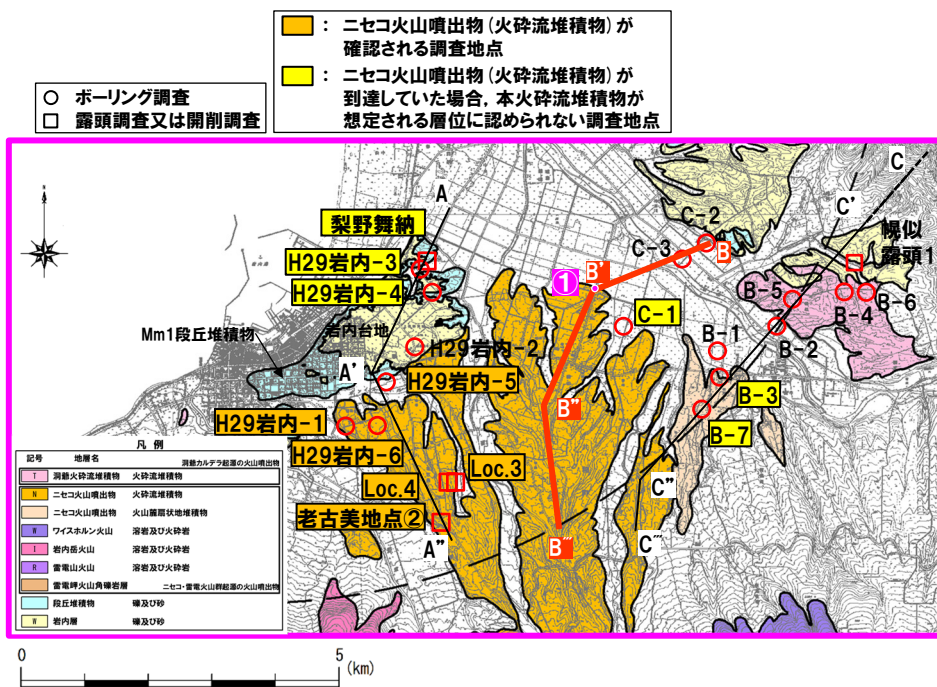 ： ニセコ火山噴出物（火砕流堆積物）が
確認される調査地点
： ニセコ火山噴出物（火砕流堆積物）が
到達していた場合，本火砕流堆積物が
想定される層位に認められない調査地点
○ ボーリング調査
□ 露頭調査又は開削調査
A
C
C'
梨野舞納
C-2
幌似
露頭1
H29岩内-3
C-3
B
B'
①
H29岩内-4
B-5
B-4
B-6
C-1
Mm1段丘堆積物
岩内台地
H29岩内-2
B-1
B-2
A'
H29岩内-5
B-3
B''
H29岩内-1
B-7
H29岩内-6
Loc.3
Loc.4
C''
老古美地点②
A''
B'''
C'''
凡 例
記号 地層名 洞爺カルデラ起源の火山噴出物
T 洞爺火砕流堆積物 火砕流堆積物
N ニセコ火山噴出物 火砕流堆積物
ニセコ火山噴出物 火山麓扇状地堆積物
W ワイスホルン火山 溶岩及び火砕岩
I 岩内岳火山 溶岩及び火砕岩
R 雷電山火山 溶岩及び火砕岩
雷電岬火山角礫岩層 ニセコ・雷電火山群起源の火山噴出物
段丘堆積物 礫及び砂
W 岩内層 礫及び砂
0 5 (km)